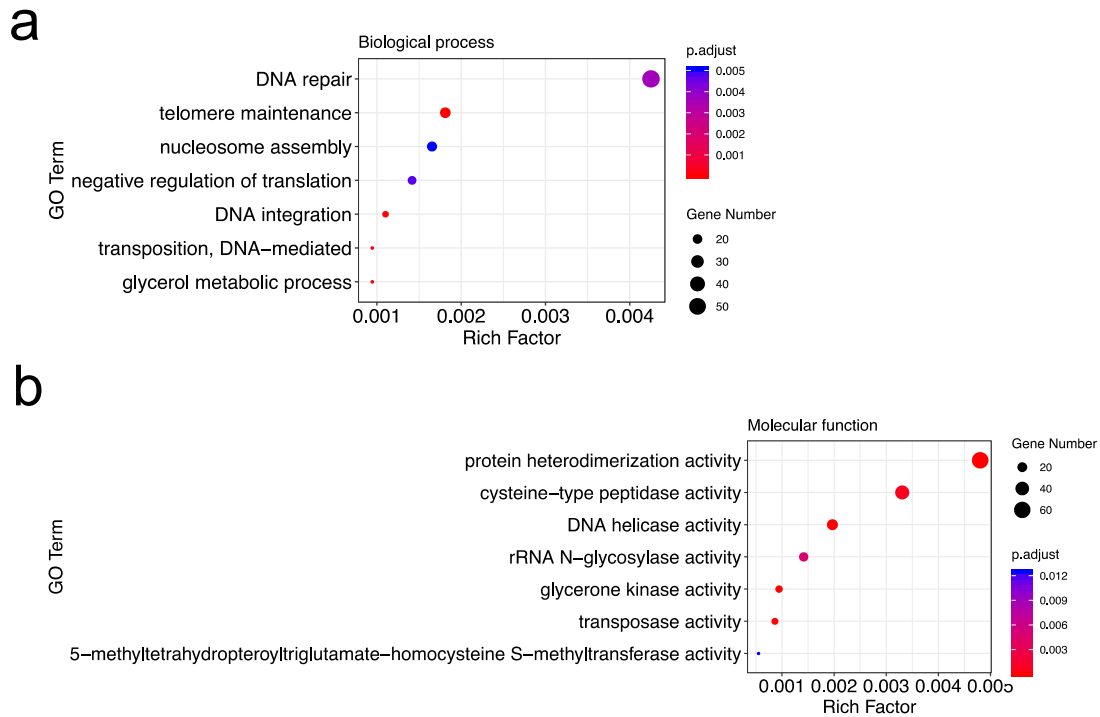 a
Biological process
GO Term
DNA repair
telomere maintenance
nucleosome assembly
negative regulation of translation
DNA integration
transposition, DNA−mediated
glycerol metabolic process
0.001 0.002 0.003 0.004
Rich Factor
p.adjust
0.005
0.004
0.003
0.002
0.001
Gene Number
20
30
40
50
b
Molecular function
GO Term
protein heterodimerization activity
cysteine−type peptidase activity
DNA helicase activity
rRNA N−glycosylase activity
glycerone kinase activity
transposase activity
5−methyltetrahydropteroyltriglutamate−homocysteine S−methyltransferase activity
0.001 0.002 0.003 0.004 0.005
Rich Factor
Gene Number
20
40
60
p.adjust
0.012
0.009
0.006
0.003